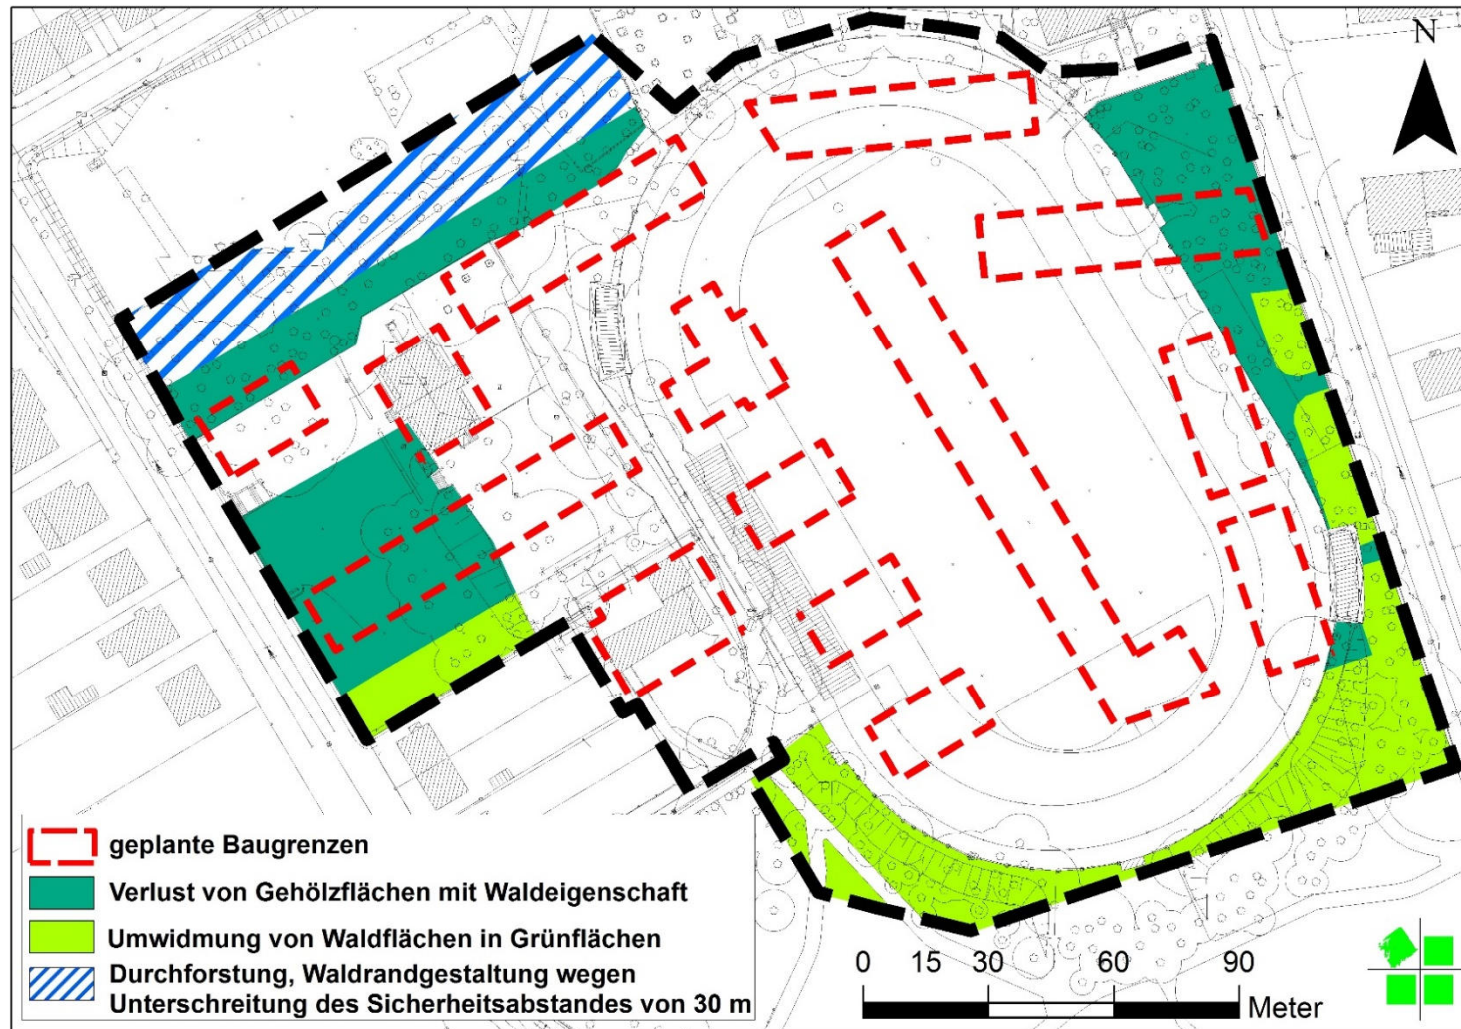 N
geplante Baugrenzen
Verlust von Gehölzflächen mit Waldeigenschaft
Umwidmung von Waldflächen in Grünflächen
Durchforstung, Waldrandgestaltung wegen
Unterschreitung des Sicherheitsabstandes von 30 m
0 15 30 60 90
Meter